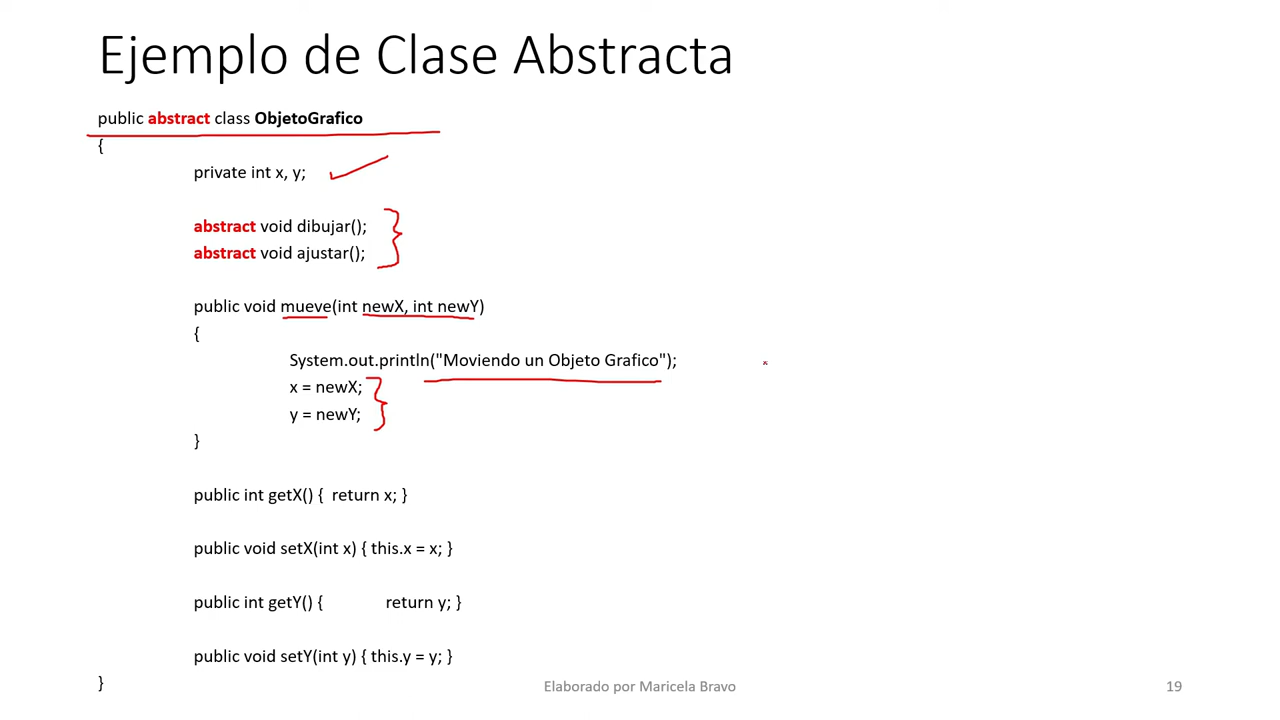 Ejemplo de Clase Abstracta
public abstract class ObjetoGrafico
{
private int x, y;
abstract void dibujar();
abstract void ajustar();
public void mueve(int newX, int newY)
{
System.out.println("Moviendo un Objeto Grafico");
x = newX;
y = newY;
}
public int getX() { return x; }
public void setX(int x) { this.x = x; }
public int getY() { return y; }
public void setY(int y) { this.y = y; }
}
Elaborado por Maricela Bravo
19